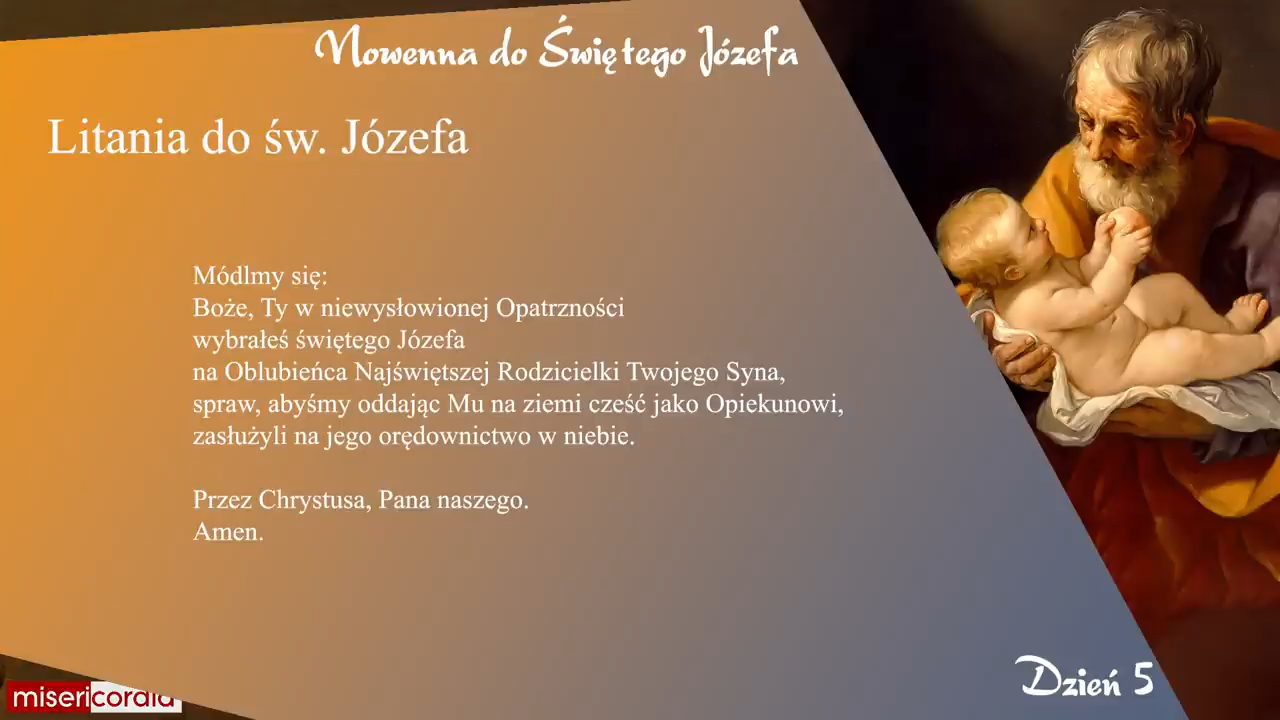 Nowenna do Świętego Józefa
Litania do św. Józefa
Módlmy się:
Boże, Ty w niewysłowionej Opatrzności
wybrałeś świętego Józefa
na Oblubieńca Najświętszej Rodzicielki Twojego Syna,
spraw, abyśmy oddając Mu na ziemi cześć jako Opiekunowi,
zasłużyli na jego orędownictwo w niebie.
Przez Chrystusa, Pana naszego.
Amen.
Dzień 5
misericordia